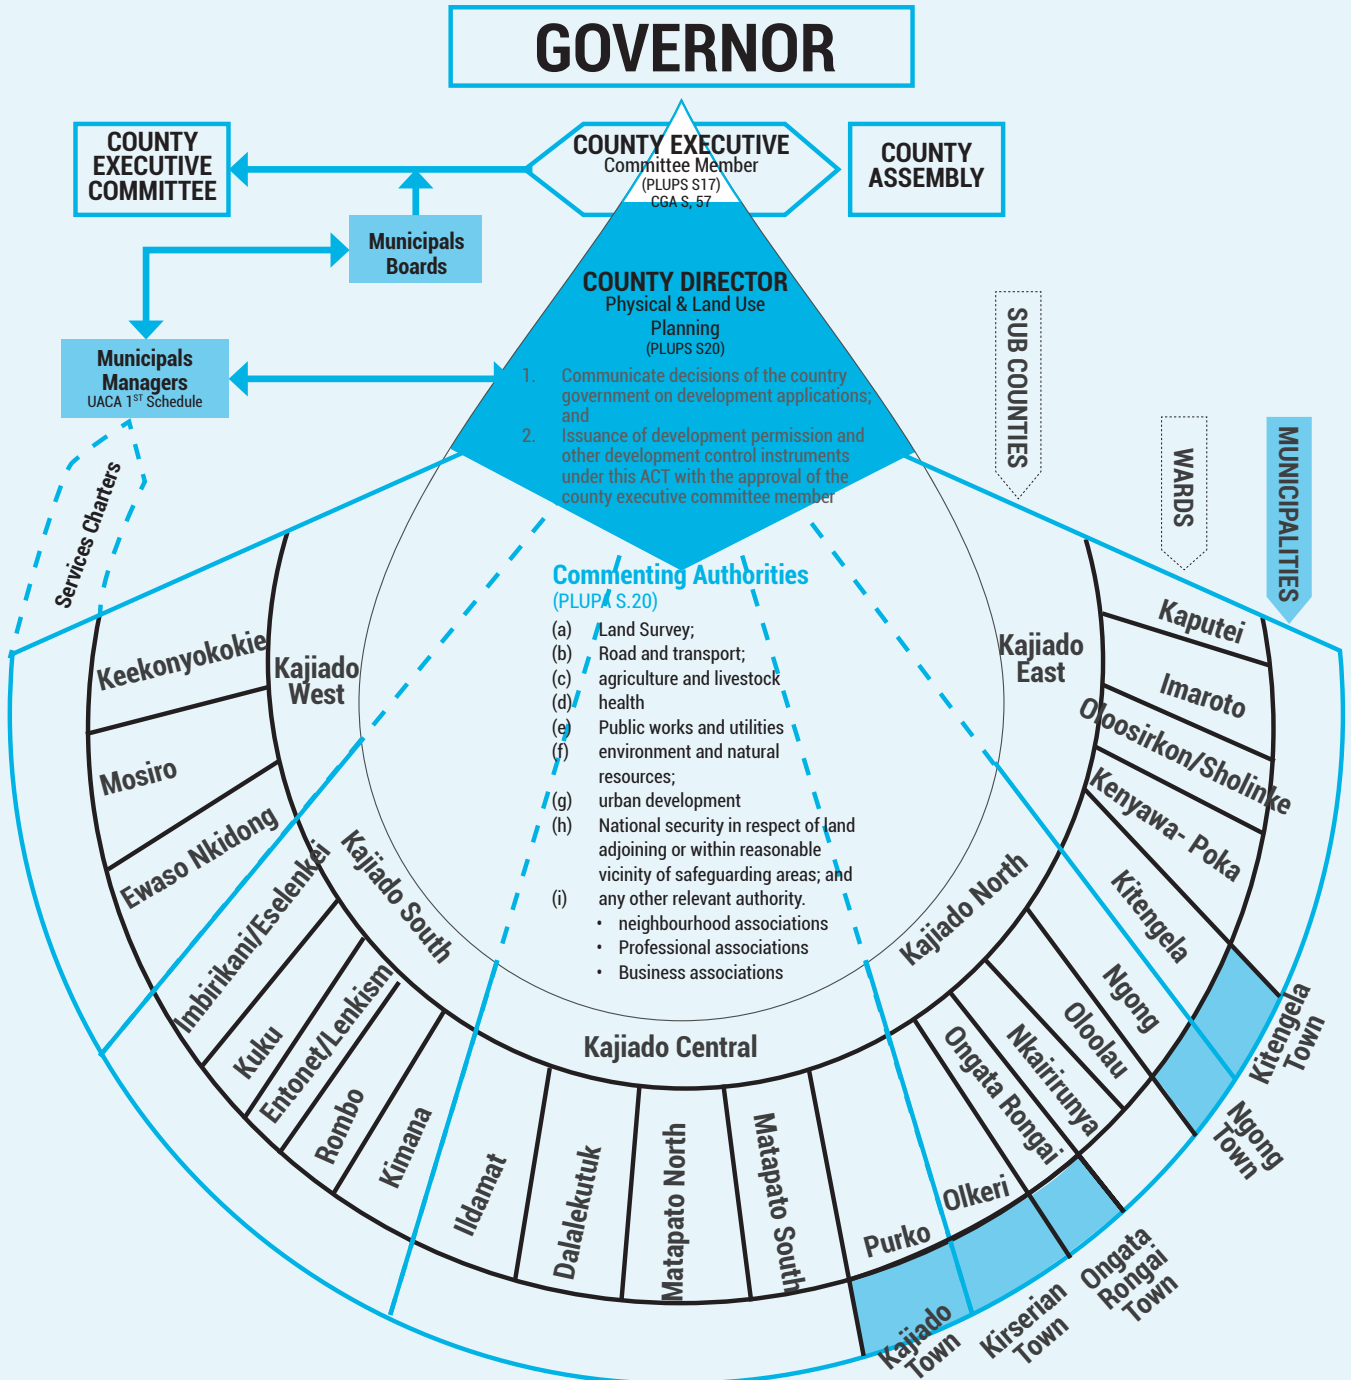 GOVERNOR
COUNTY
EXECUTIVE
COMMITTEE
COUNTY EXECUTIVE
Committee Member
(PLUPS S17)
CGA S, 57
COUNTY
ASSEMBLY
Municipals
Boards
Municipals
Managers
UACA 1ST Schedule
Services Charters
COUNTY DIRECTOR
Physical & Land Use
Planning
(PLUPS S20)
1. Communicate decisions of the country
government on development applications;
and
2. Issuance of development permission and
other development control instruments
under this ACT with the approval of the
county executive committee member
SUB COUNTIES
WARDS
MUNICIPALITIES
Commenting Authorities
(PLUPA S.20)
(a) Land Survey;
(b) Road and transport;
(c) agriculture and livestock
(d) health
(e) Public works and utilities
(f) environment and natural
resources;
(g) urban development
(h) National security in respect of land
adjoining or within reasonable
vicinity of safeguarding areas; and
(i) any other relevant authority.
• neighbourhood associations
• Professional associations
• Business associations
Kajiado
West
Keekonyokokie
Mosiro
Ewaso Nkidong
Kajiado South
Imbirikani/Eselenkei
Kuku
Entonet/Lenkism
Rombo
Kimana
Kajiado Central
Ildamat
Dalalekutuk
Matapato North
Matapato South
Purko
Kajiado North
Olkeri
Ongata Rongai
Nkairirunya
Oloolau
Ngong
Kajiado
East
Kaputei
Imaroto
Oloosirkon/Sholinke
Kenyawa- Poka
Kitengela
Kajiado
Town
Kirserian
Town
Ongata
Rongai
Town
Ngong
Town
Kitengela
Town